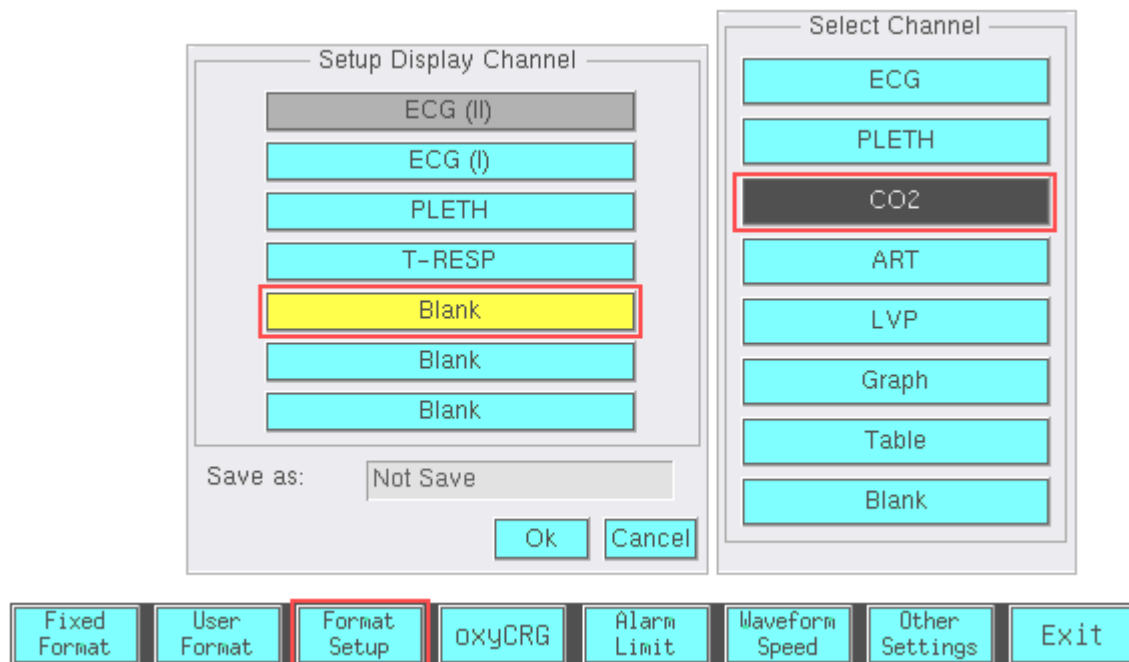 Setup Display Channel
ECG (II)
ECG (I)
PLETH
T-RESP
Blank
Blank
Blank
Save as: Not Save
Ok Cancel
Select Channel
ECG
PLETH
CO2
ART
LVP
Graph
Table
Blank
Fixed Format
User Format
Format Setup
oxyCRG
Alarm Limit
Waveform Speed
Other Settings
Exit